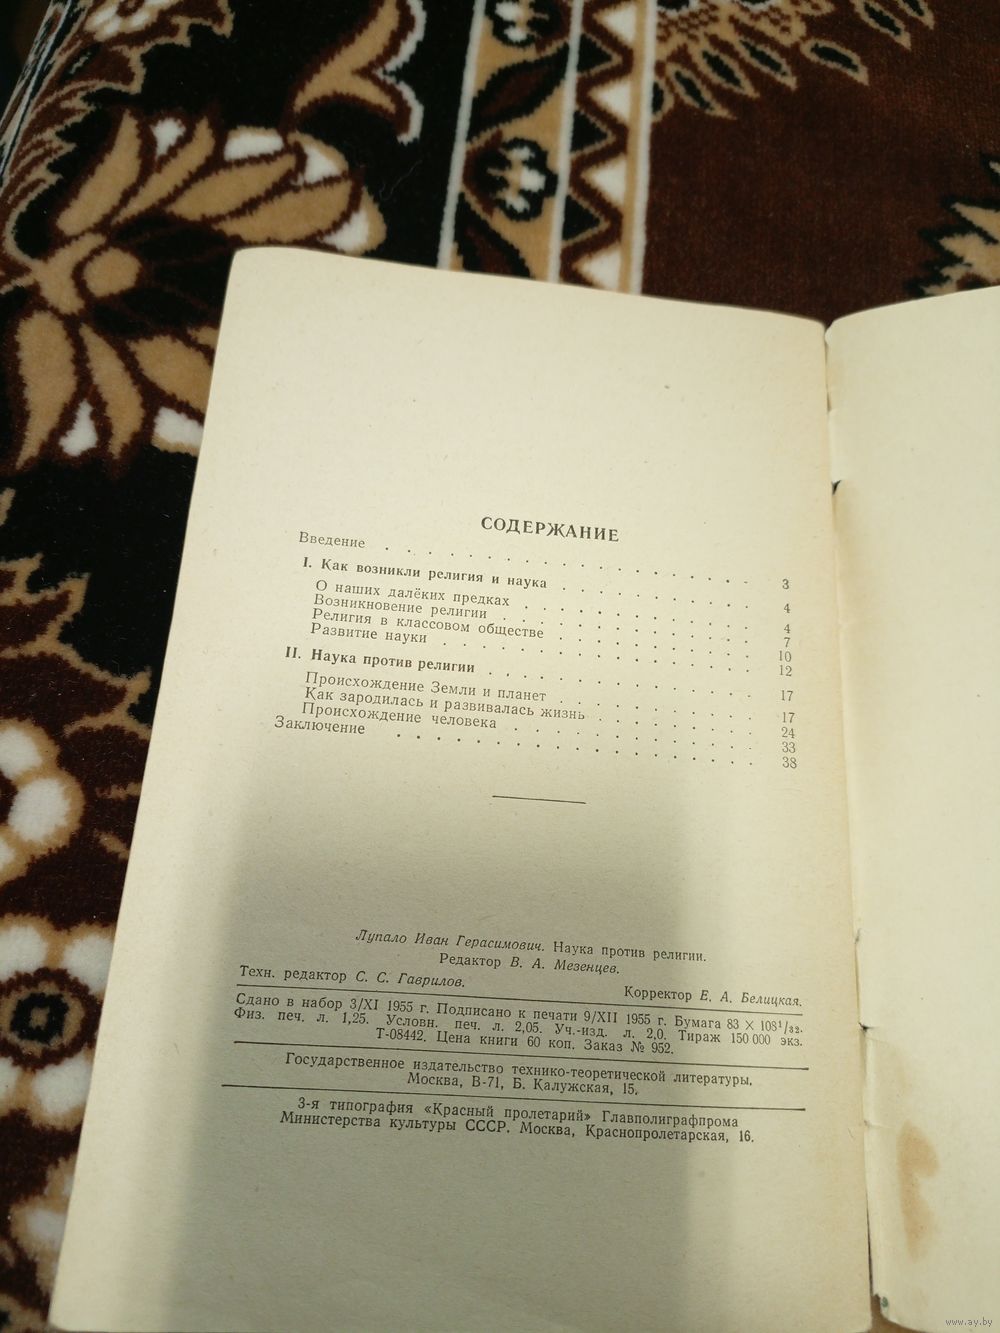 СОДЕРЖАНИЕ
Введение . . . . . . . . . . . . . . . . . . 3
I. Как возникли религия и наука . . . . . . . . . . 4
О наших далёких предках . . . . . . . . . . . 4
Возникновение религии . . . . . . . . . . . . 7
Религия в классовом обществе . . . . . . . . . . 10
Развитие науки . . . . . . . . . . . . . . . 12
II. Наука против религии . . . . . . . . . . . . . 17
Происхождение Земли и планет . . . . . . . . . . 17
Как зародилась и развивалась жизнь . . . . . . . . 24
Происхождение человека . . . . . . . . . . . . 33
Заключение . . . . . . . . . . . . . . . . . 38
Лупало Иван Герасимович. Наука против религии.
Редактор В. А. Мезенцев.
Техн. редактор С. С. Гаврилов. Корректор Е. А. Белицкая.
Сдано в набор 3/XI 1955 г. Подписано к печати 9/XII 1955 г. Бумага 83 × 108¹/₃₂.
Физ. печ. л. 1,25. Условн. печ. л. 2,05. Уч.-изд. л. 2,0. Тираж 150 000 экз.
Т-08442. Цена книги 60 коп. Заказ № 952.
Государственное издательство технико-теоретической литературы.
Москва, В-71, Б. Калужская, 15.
3-я типография «Красный пролетарий» Главполиграфпрома
Министерства культуры СССР. Москва, Краснопролетарская, 16.
www.ay.by